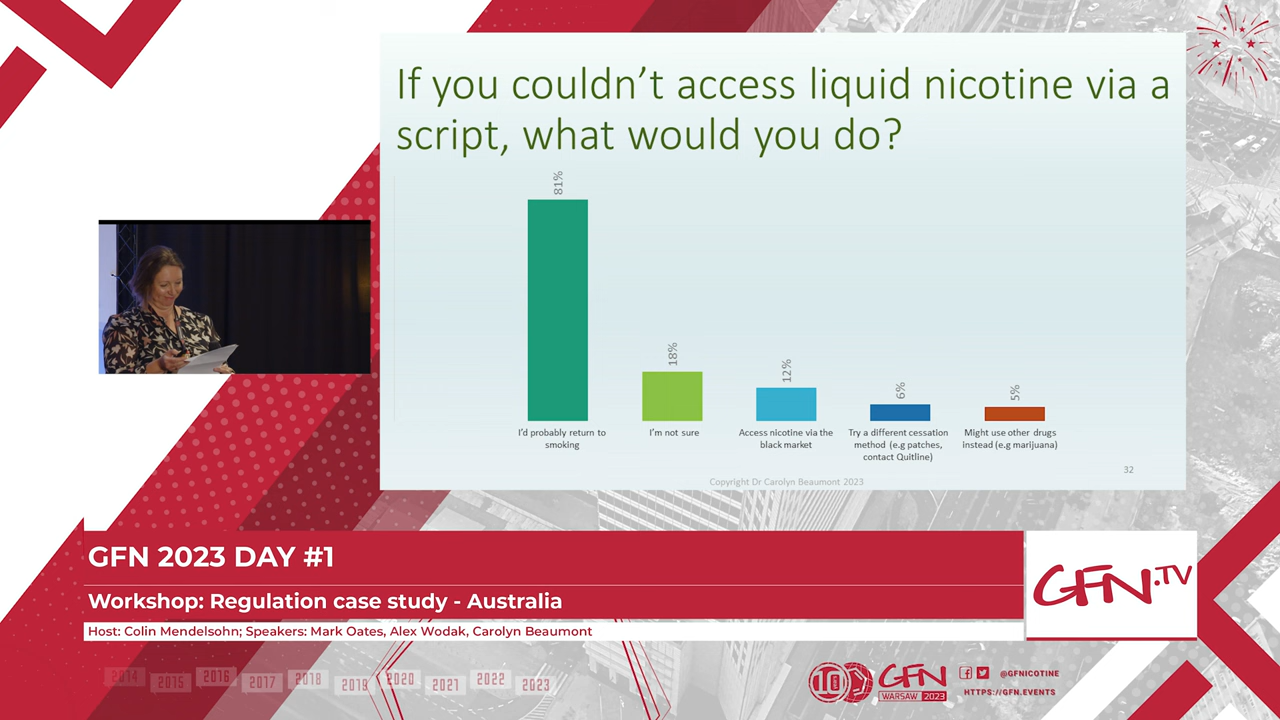 If you couldn't access liquid nicotine via a
script, what would you do?
81%
18%
12%
6%
5%
I'd probably return to
smoking
I'm not sure
Access nicotine via the
black market
Try a different cessation
method (e.g patches,
contact Quitline)
Might use other drugs
instead (e.g marijuana)
32
Copyright Dr Carolyn Beaumont 2023
GFN 2023 DAY #1
Workshop: Regulation case study - Australia
Host: Colin Mendelsohn; Speakers: Mark Oates, Alex Wodak, Carolyn Beaumont
GFN.TV
2014
2015
2016
2017
2018
2019
2020
2021
2022
2023
10
GFN
WARSAW 2023
@GFNICOTINE
HTTPS://GFN.EVENTS